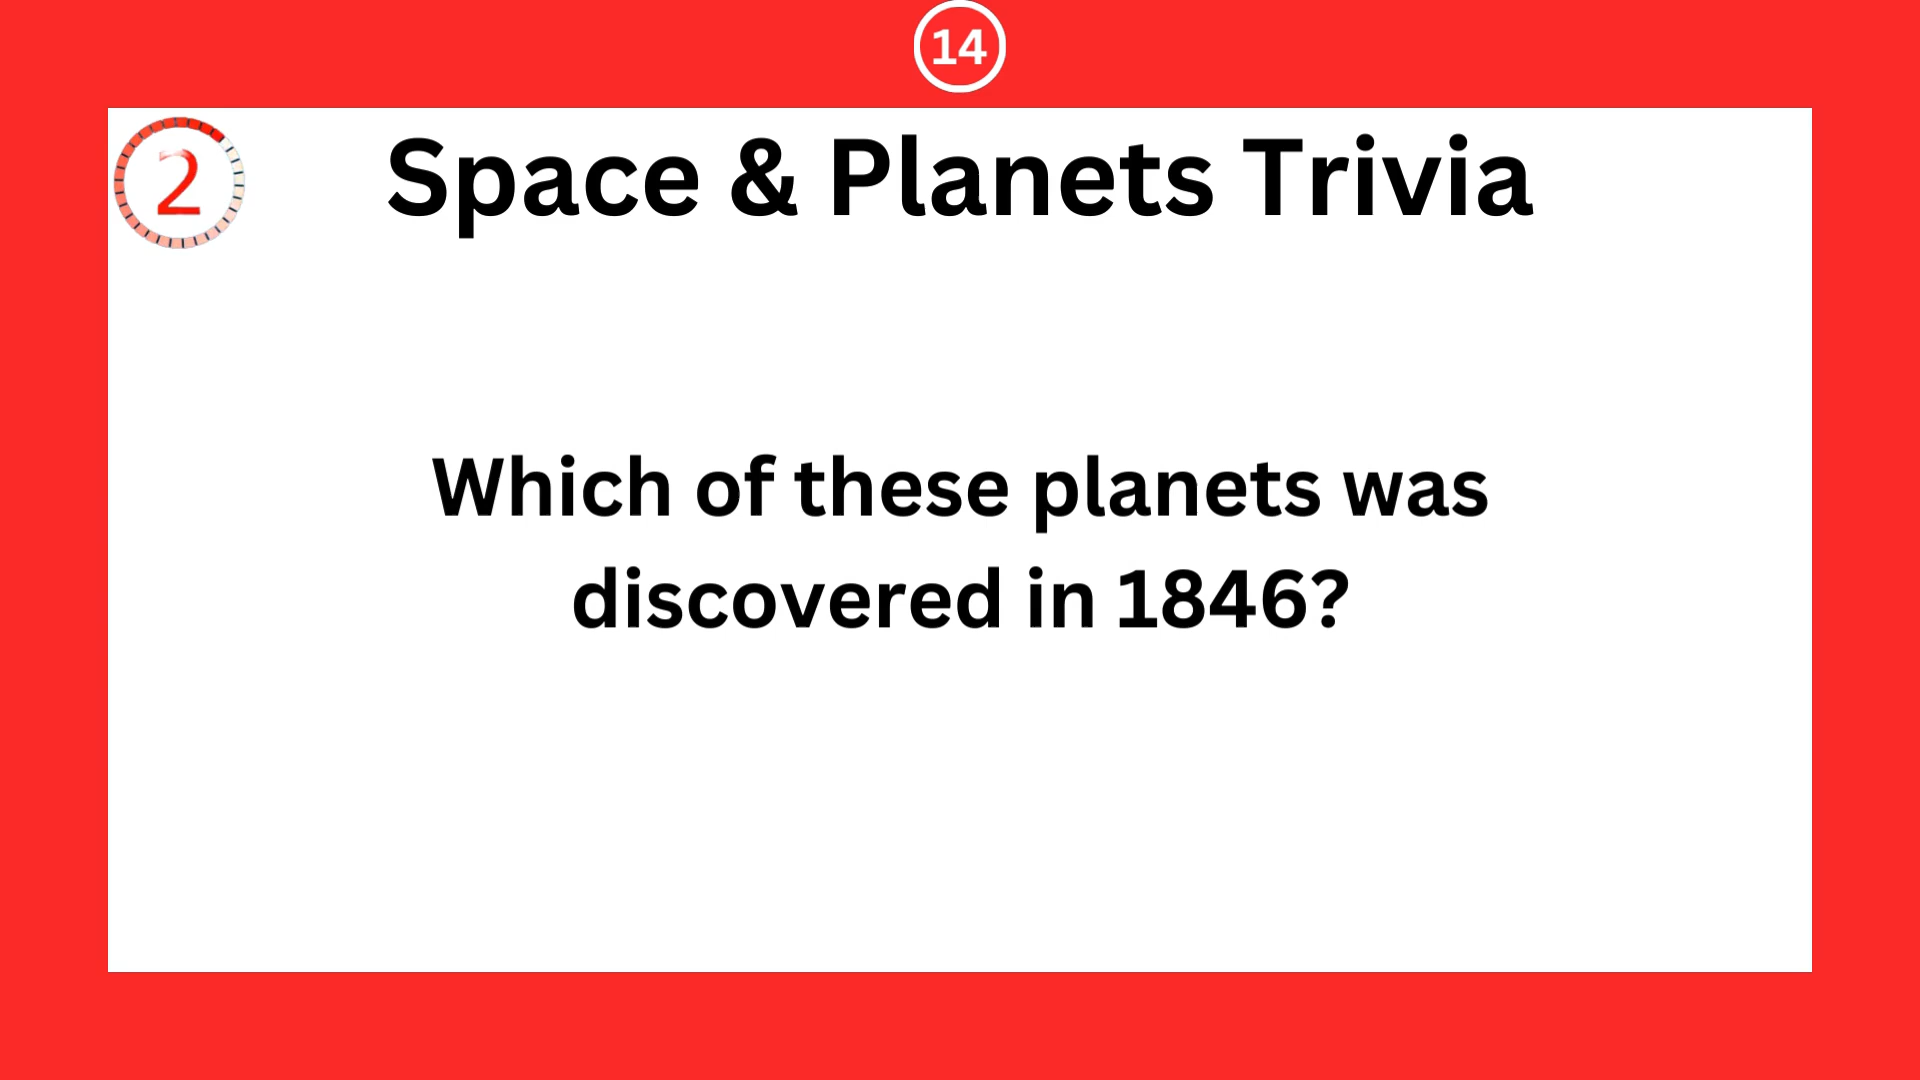 14
2
Space & Planets Trivia
Which of these planets was
discovered in 1846?